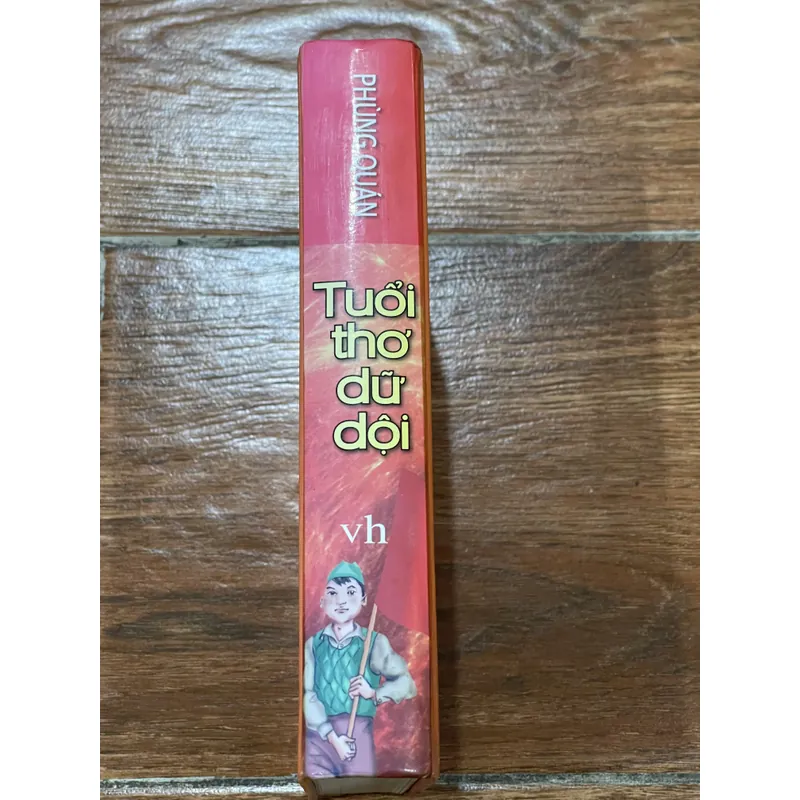 PHÙNG QUÁN
Tuổi
thơ
dữ
dội
vh